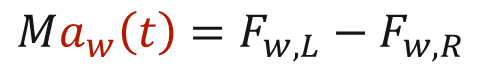 Ma_w(t) = F_{w,L} − F_{w,R}